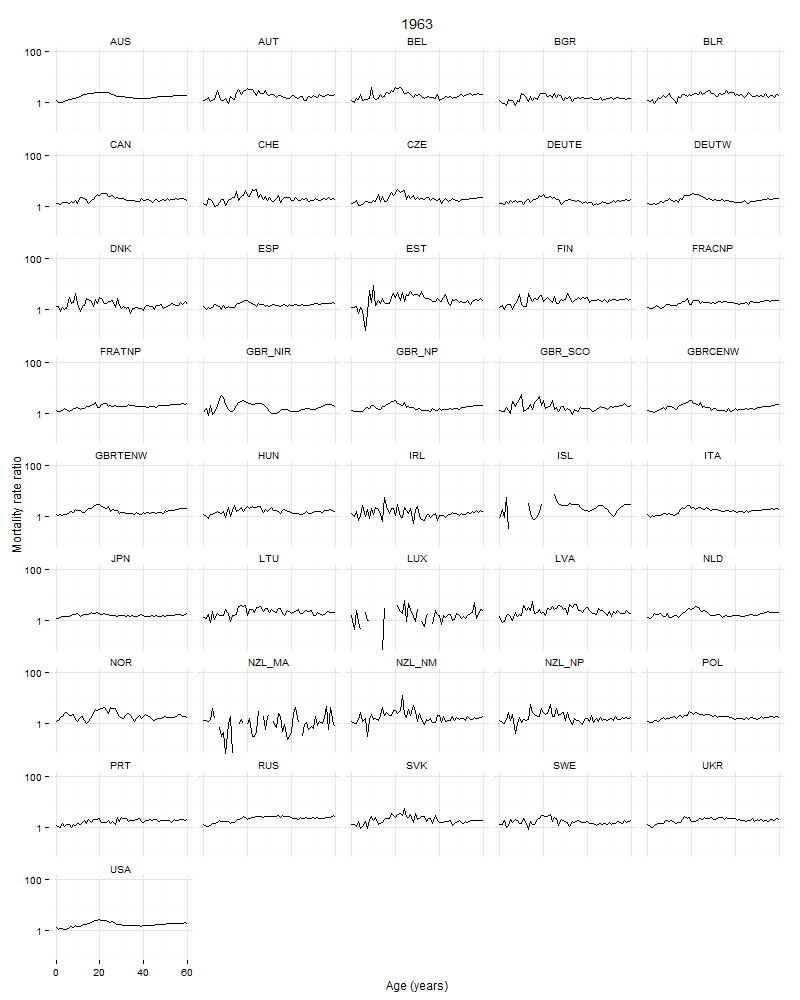 1963
AUS AUT BEL BGR BLR
100
1
CAN CHE CZE DEUTE DEUTW
100
1
DNK ESP EST FIN FRACNP
100
1
FRATNP GBR_NIR GBR_NP GBR_SCO GBRCENW
100
1
GBRTENW HUN IRL ISL ITA
100
1
Mortality rate ratio
JPN LTU LUX LVA NLD
100
1
NOR NZL_MA NZL_NM NZL_NP POL
100
1
PRT RUS SVK SWE UKR
100
1
USA
100
1
0 20 40 60
Age (years)